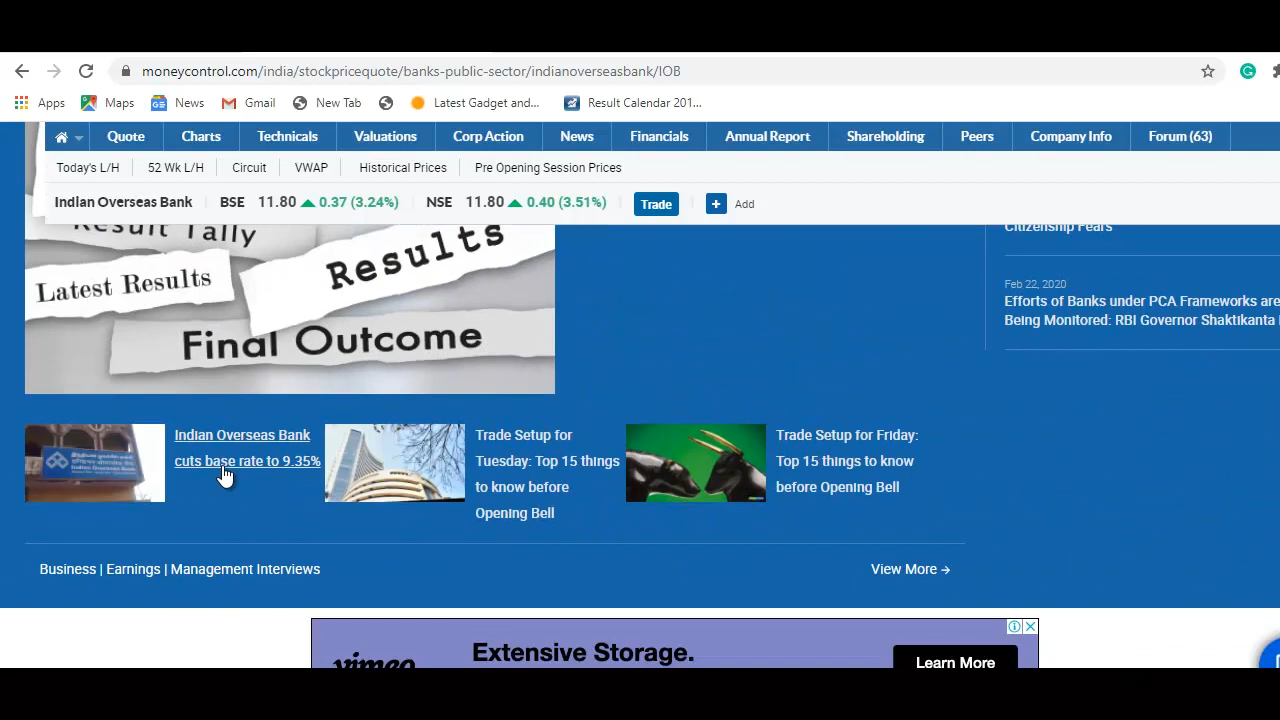 moneycontrol.com/india/stockpricequote/banks-public-sector/indianoverseasbank/IOB
Apps Maps News Gmail New Tab Latest Gadget and... Result Calendar 201...
Quote Charts Technicals Valuations Corp Action News Financials Annual Report Shareholding Peers Company Info Forum (63)
Today's L/H 52 Wk L/H Circuit VWAP Historical Prices Pre Opening Session Prices
Indian Overseas Bank BSE 11.80 0.37 (3.24%) NSE 11.80 0.40 (3.51%) Trade + Add
Result Tally
Results
Latest Results
Final Outcome
Citizenship Fears
Feb 22, 2020
Efforts of Banks under PCA Frameworks are
Being Monitored: RBI Governor Shaktikanta
Indian Overseas Bank
cuts base rate to 9.35%
Trade Setup for
Tuesday: Top 15 things
to know before
Opening Bell
Trade Setup for Friday:
Top 15 things to know
before Opening Bell
Business | Earnings | Management Interviews
View More →
vimeo
Extensive Storage.
Learn More